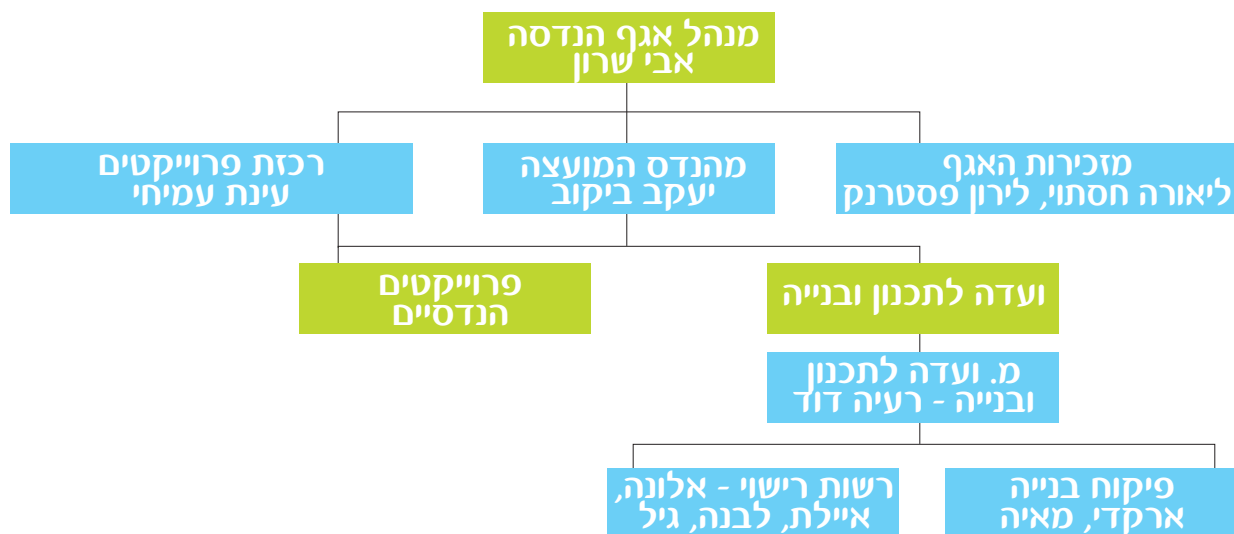 מנהל אגף הנדסה
אבי שרון
מזכירות האגף
ליאורה חסתוי, לירון פסטרנק
מהנדס המועצה
יעקב ביקוב
רכזת פרוייקטים
עינת עמיחי
ועדה לתכנון ובנייה
פרוייקטים
הנדסיים
מ. ועדה לתכנון
ובנייה - רעיה דוד
פיקוח בנייה
ארקדי, מאיה
רשות רישוי - אלונה,
איילת, לבנה, גיל